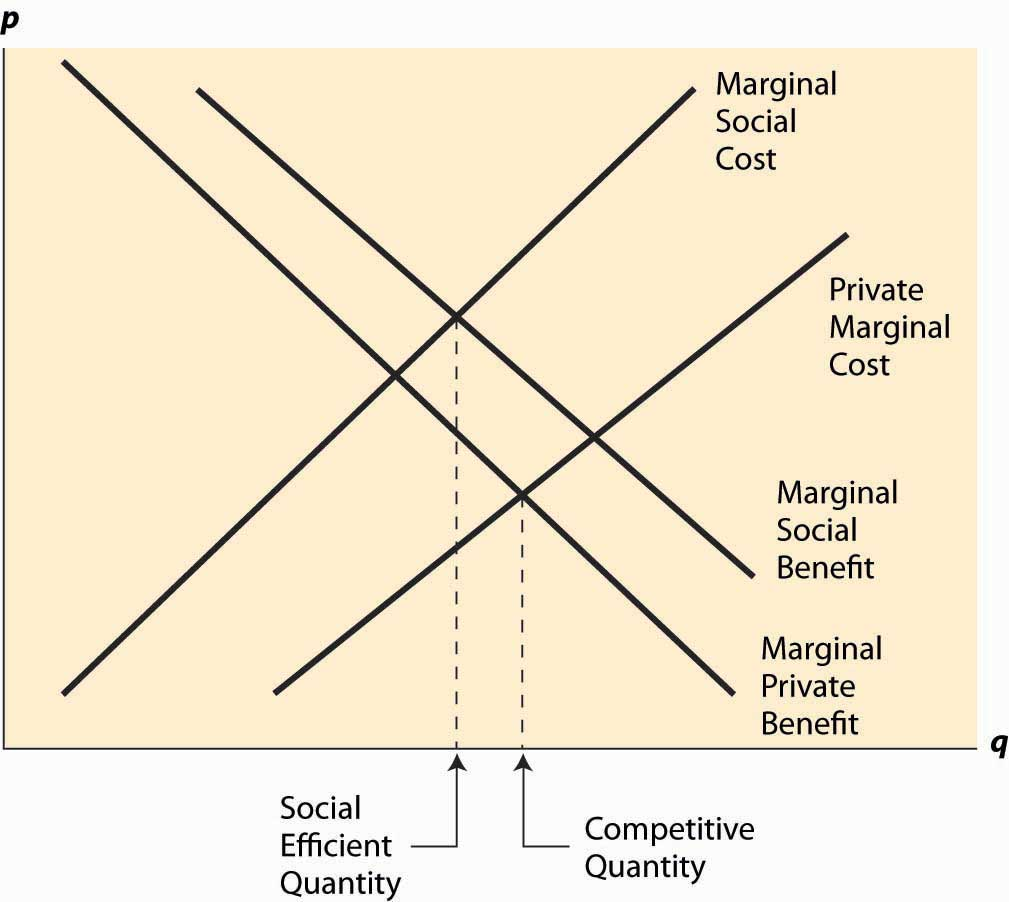 p
Marginal
Social
Cost
Private
Marginal
Cost
Marginal
Social
Benefit
Marginal
Private
Benefit
q
Social
Efficient
Quantity
Competitive
Quantity